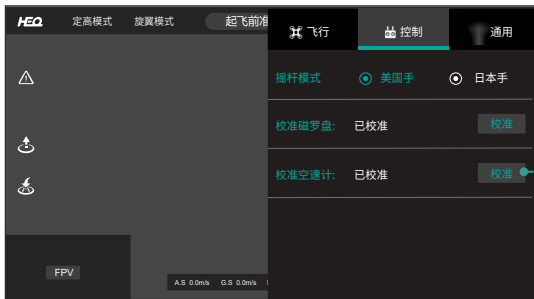 HEQ 定高模式 旋翼模式 起飞前准
飞行 控制 通用
摇杆模式 美国手 日本手
校准磁罗盘: 已校准 校准
校准空速计: 已校准 校准
FPV
A.S 0.0m/s G.S 0.0m/s